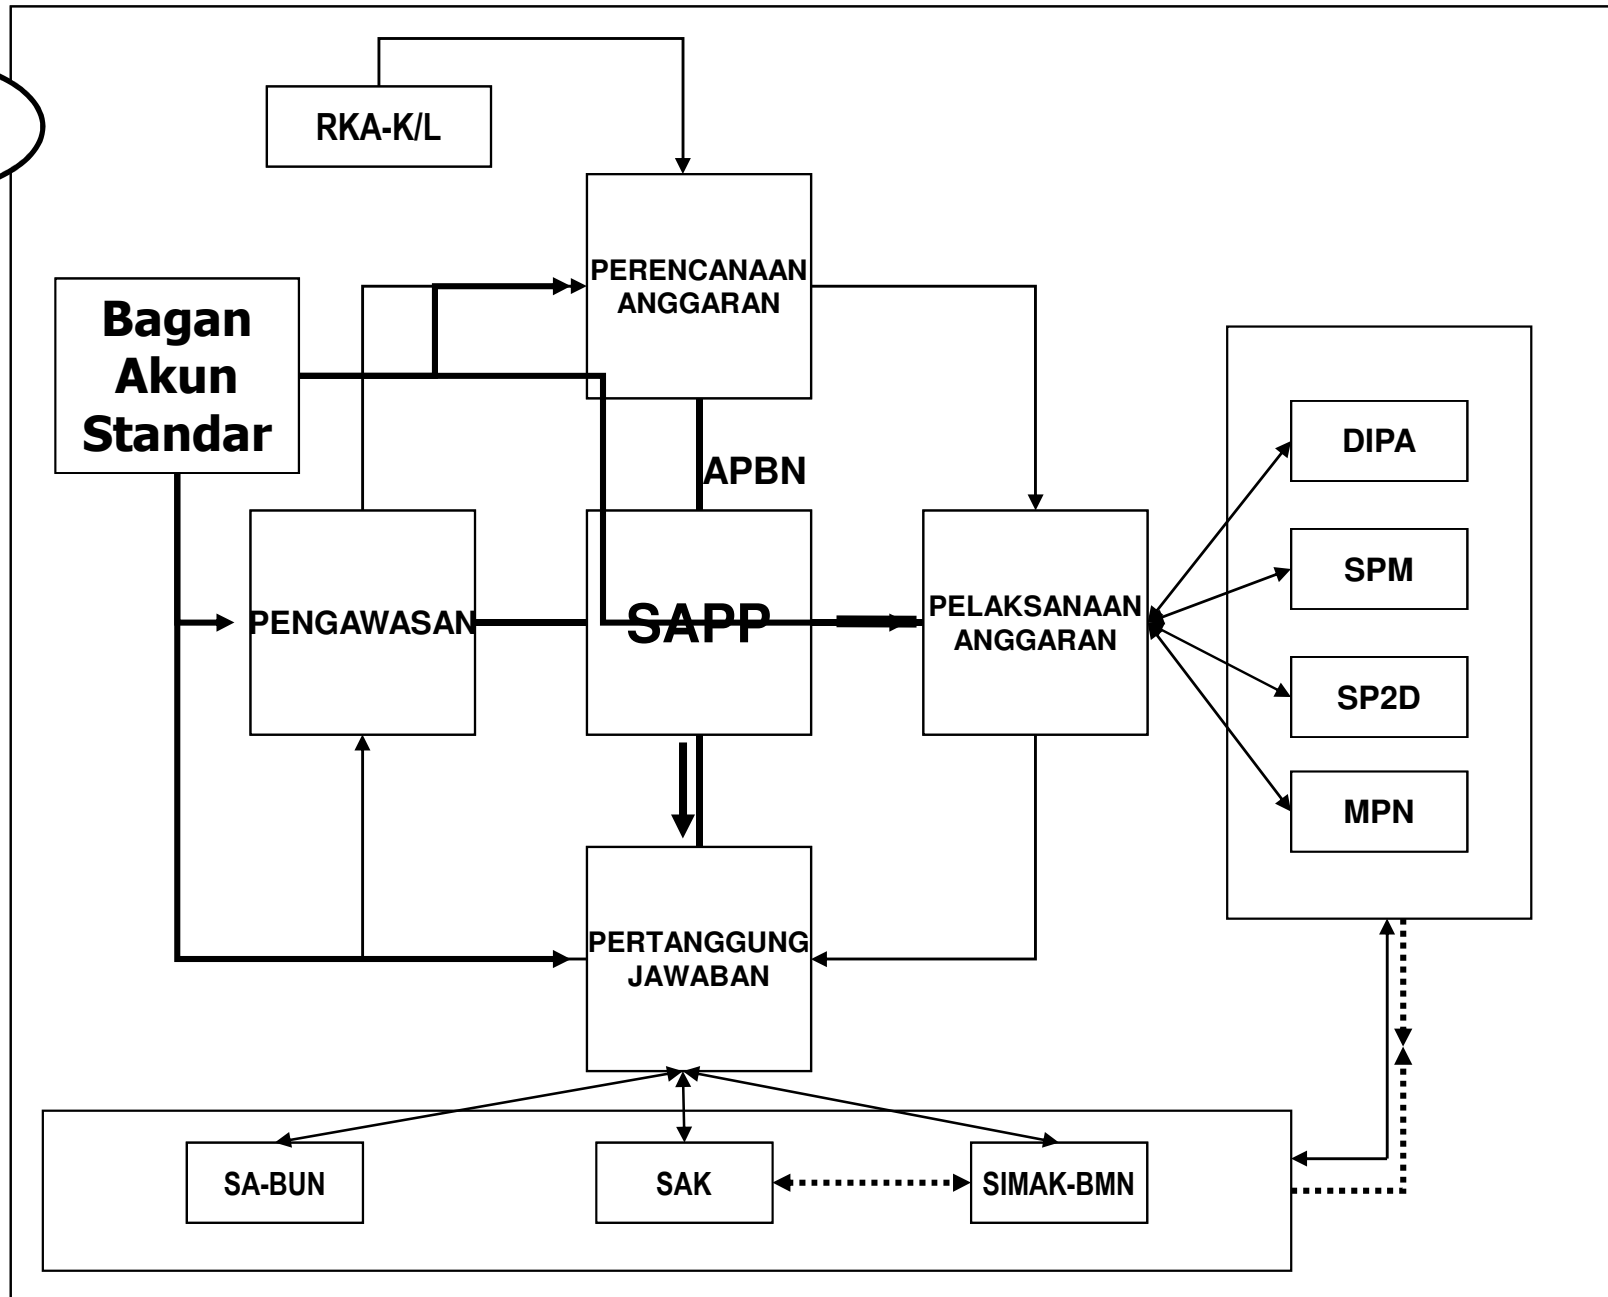 RKA-K/L
PERENCANAAN
ANGGARAN
Bagan
Akun
Standar
APBN
DIPA
SPM
SP2D
MPN
PENGAWASAN
SAPP
PELAKSANAAN
ANGGARAN
PERTANGGUNG
JAWABAN
SA-BUN
SAK
SIMAK-BMN